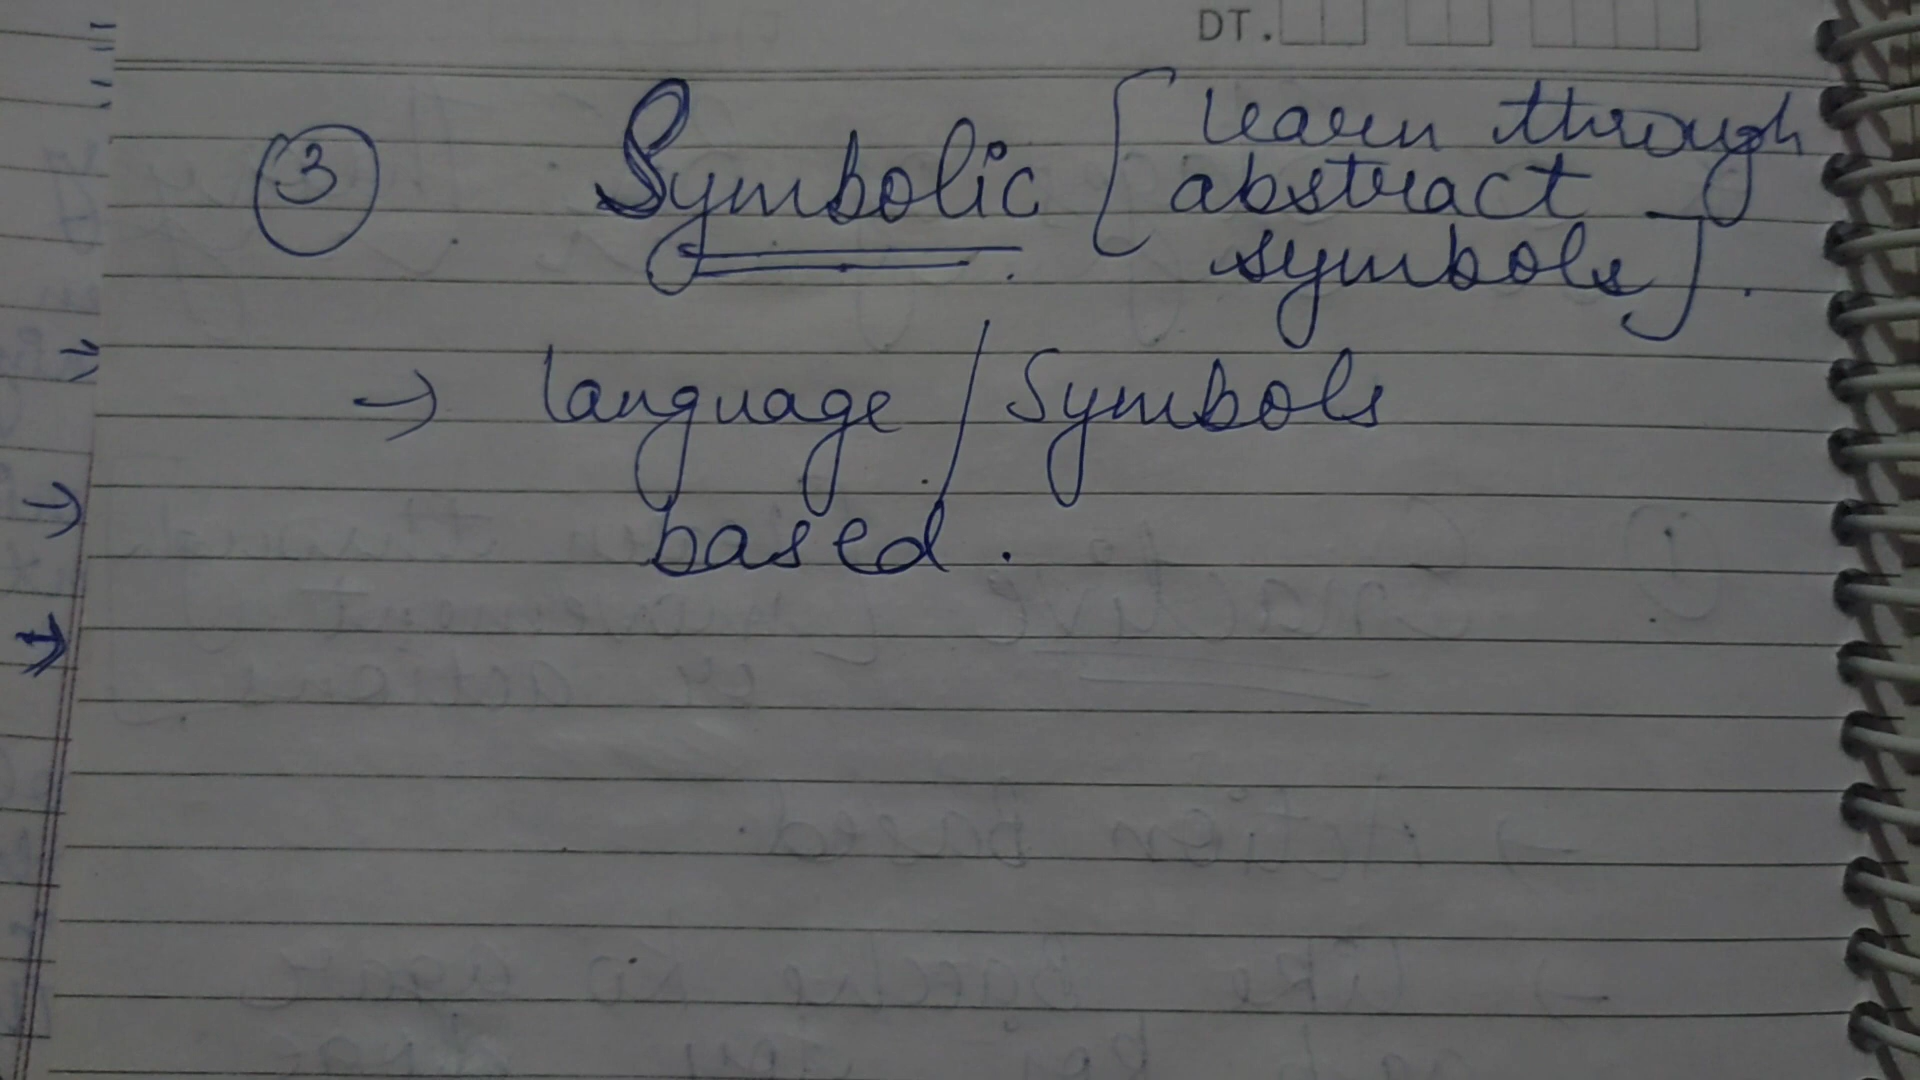 DT.
③ Symbolic [learn through
abstract
symbols].
→ language / Symbols
based.